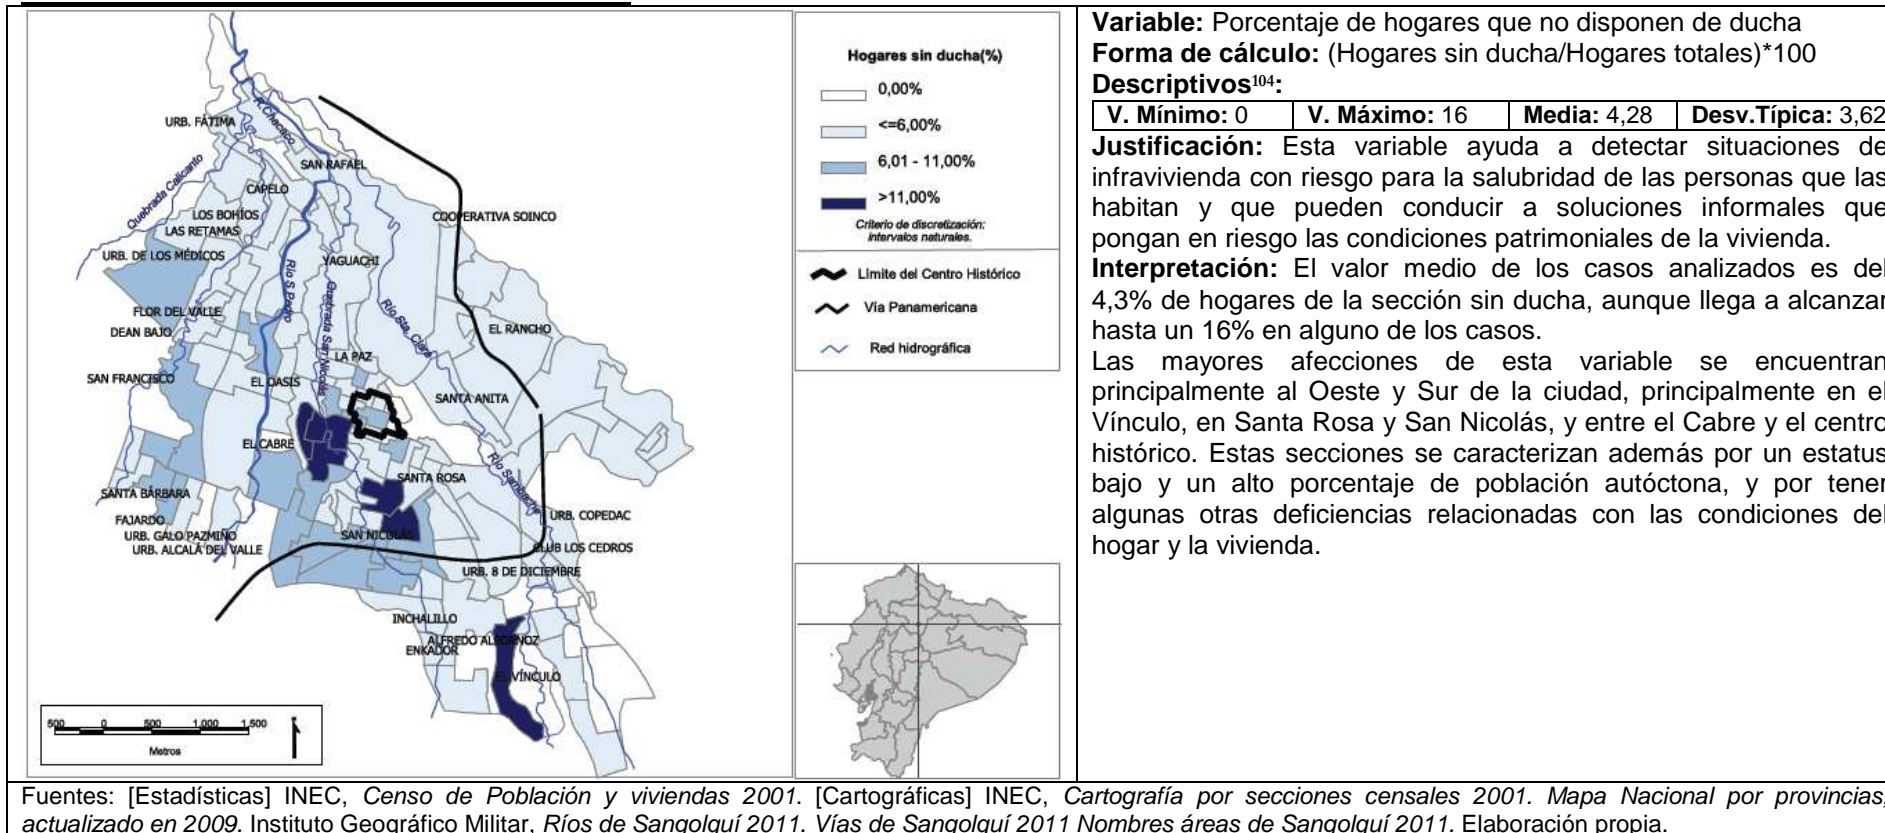 Hogares sin ducha(%)
0,00%
<=6,00%
6,01 - 11,00%
>11,00%
Criterio de discretización:
intervalos naturales.
Límite del Centro Histórico
Vía Panamericana
Red hidrográfica
URB. FÁTIMA
R.Chacaico
SAN RAFAEL
Quebrada Calicanto
CAPELO
LOS BOHÍOS
LAS RETAMAS
COOPERATIVA SOINCO
URB. DE LOS MÉDICOS
YAGUACHI
Río S.Pedro
Quebrada San Nicolás
Río Sta. Clara
FLOR DEL VALLE
DEAN BAJO
EL RANCHO
LA PAZ
SAN FRANCISCO
EL OASIS
SANTA ANITA
EL CABRE
SANTA ROSA
Río Sambache
SANTA BÁRBARA
FAJARDO
URB. GALO PAZMIÑO
URB. ALCALÁ DEL VALLE
SAN NICOLÁS
URB. COPEDAC
CLUB LOS CEDROS
URB. 8 DE DICIEMBRE
INCHALILLO
ALFREDO ALBORNOZ
ENKADOR
EL VÍNCULO
500 0 500 1.000 1.500
Metros
Variable: Porcentaje de hogares que no disponen de ducha
Forma de cálculo: (Hogares sin ducha/Hogares totales)*100
Descriptivos104:
V. Mínimo: 0 V. Máximo: 16 Media: 4,28 Desv.Típica: 3,62
Justificación: Esta variable ayuda a detectar situaciones de
infravivienda con riesgo para la salubridad de las personas que las
habitan y que pueden conducir a soluciones informales que
pongan en riesgo las condiciones patrimoniales de la vivienda.
Interpretación: El valor medio de los casos analizados es del
4,3% de hogares de la sección sin ducha, aunque llega a alcanzar
hasta un 16% en alguno de los casos.
Las mayores afecciones de esta variable se encuentran
principalmente al Oeste y Sur de la ciudad, principalmente en el
Vínculo, en Santa Rosa y San Nicolás, y entre el Cabre y el centro
histórico. Estas secciones se caracterizan además por un estatus
bajo y un alto porcentaje de población autóctona, y por tener
algunas otras deficiencias relacionadas con las condiciones del
hogar y la vivienda.
Fuentes: [Estadísticas] INEC, Censo de Población y viviendas 2001. [Cartográficas] INEC, Cartografía por secciones censales 2001. Mapa Nacional por provincias,
actualizado en 2009. Instituto Geográfico Militar, Ríos de Sangolquí 2011. Vías de Sangolquí 2011 Nombres áreas de Sangolquí 2011. Elaboración propia.